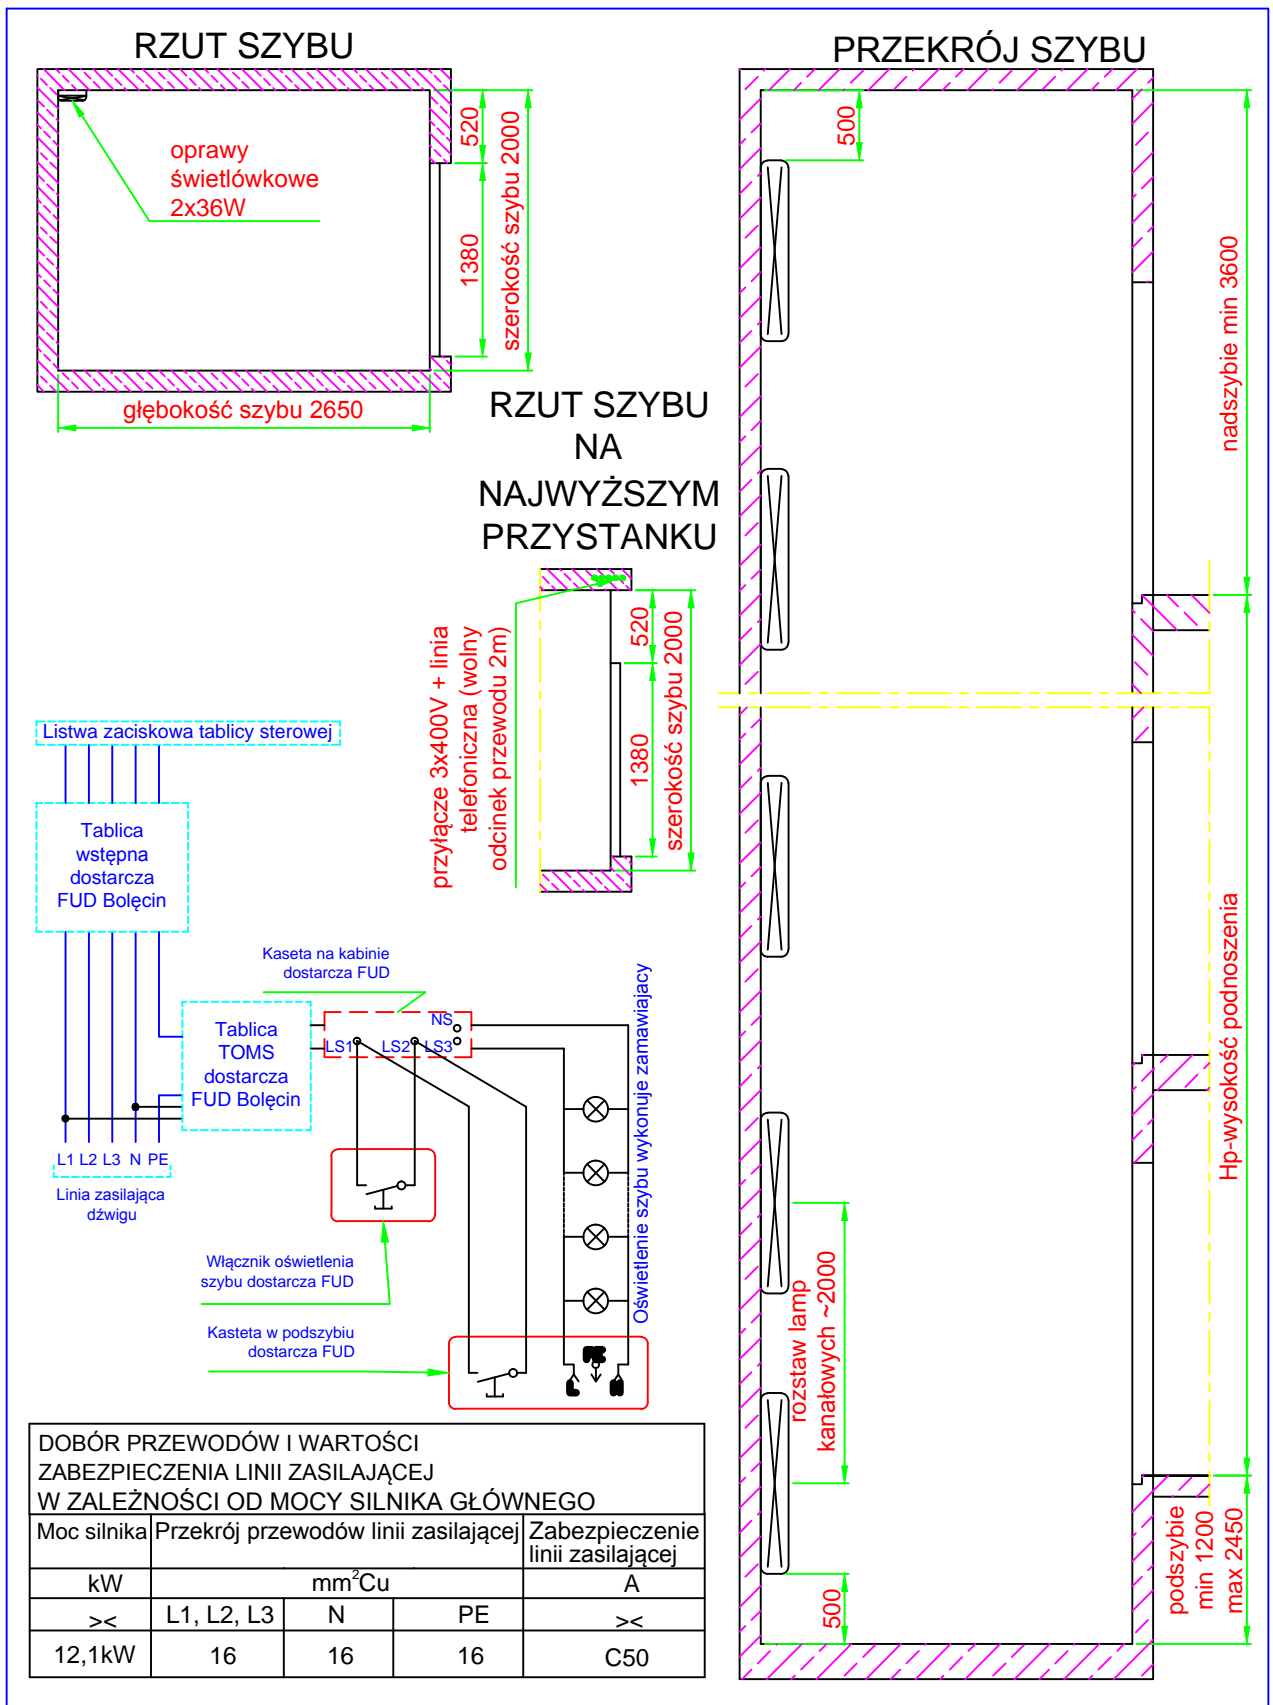 RZUT SZYBU
PRZEKRÓJ SZYBU
oprawy
świetlówkowe
2x36W
520
1380
szerokość szybu 2000
głębokość szybu 2650
500
nadszybie min 3600
RZUT SZYBU
NA
NAJWYŻSZYM
PRZYSTANKU
przyłącze 3x400V + linia
telefoniczna (wolny
odcinek przewodu 2m)
520
1380
szerokość szybu 2000
Listwa zaciskowa tablicy sterowej
Tablica
wstępna
dostarcza
FUD Bolęcin
Kaseta na kabinie
dostarcza FUD
Tablica
TOMS
dostarcza
FUD Bolęcin
NS
LS1
LS2
LS3
L1 L2 L3 N PE
Linia zasilająca
dźwigu
Oświetlenie szybu wykonuje zamawiajacy
Włącznik oświetlenia
szybu dostarcza FUD
Kasteta w podszybiu
dostarcza FUD
PE
L
N
Hp-wysokość podnoszenia
rozstaw lamp
kanałowych ~2000
500
podszybie
min 1200
max 2450
DOBÓR PRZEWODÓW I WARTOŚCI
ZABEZPIECZENIA LINII ZASILAJĄCEJ
W ZALEŻNOŚCI OD MOCY SILNIKA GŁÓWNEGO
Moc silnika Przekrój przewodów linii zasilającej Zabezpieczenie
linii zasilającej
kW mm²Cu A
>< L1, L2, L3 N PE ><
12,1kW 16 16 16 C50